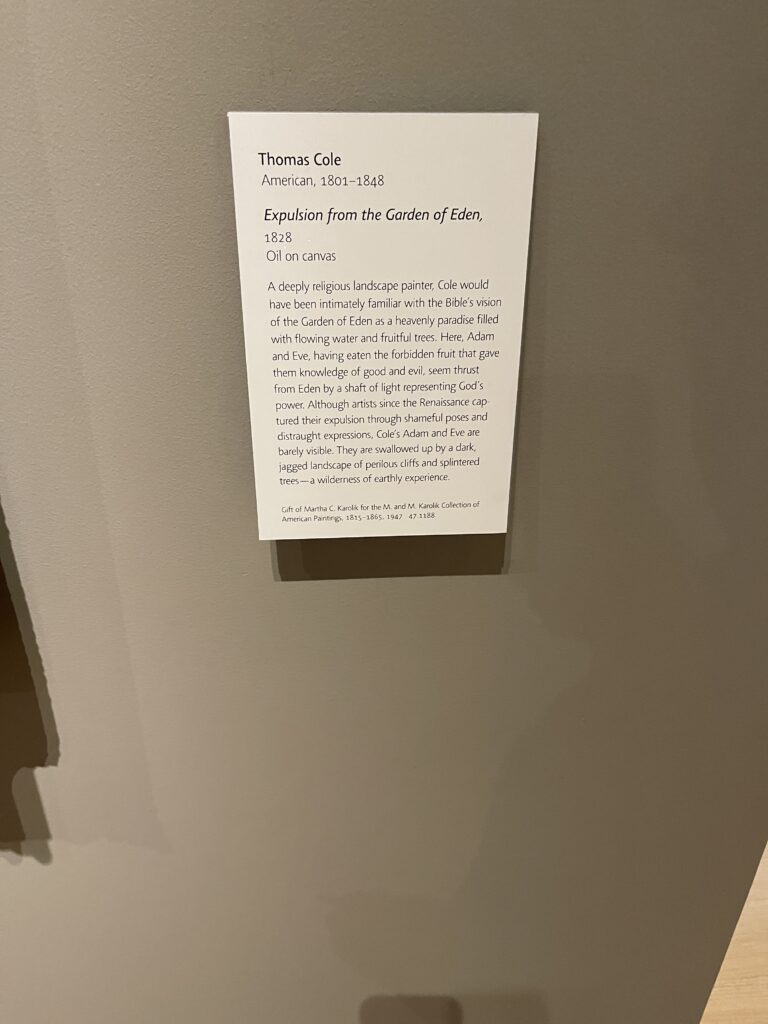 Thomas Cole
American, 1801–1848
Expulsion from the Garden of Eden,
1828
Oil on canvas
A deeply religious landscape painter, Cole would
have been intimately familiar with the Bible's vision
of the Garden of Eden as a heavenly paradise filled
with flowing water and fruitful trees. Here, Adam
and Eve, having eaten the forbidden fruit that gave
them knowledge of good and evil, seem thrust
from Eden by a shaft of light representing God's
power. Although artists since the Renaissance cap-
tured their expulsion through shameful poses and
distraught expressions, Cole's Adam and Eve are
barely visible. They are swallowed up by a dark,
jagged landscape of perilous cliffs and splintered
trees—a wilderness of earthly experience.
Gift of Martha C. Karolik for the M. and M. Karolik Collection of
American Paintings, 1815–1865, 1947 47.1188